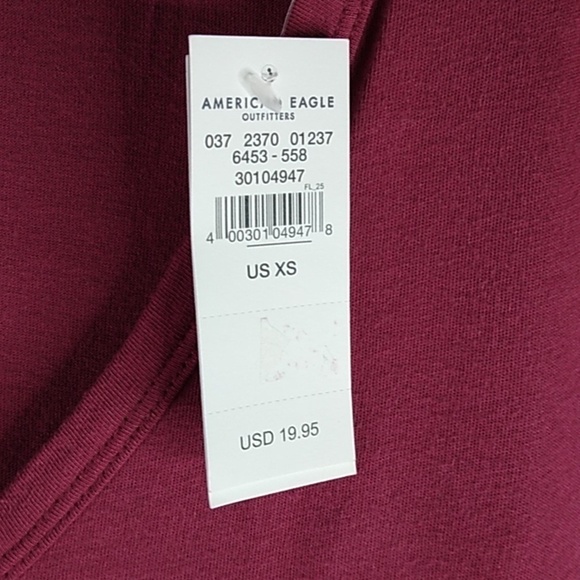 AMERICAN EAGLE
OUTFITTERS
037 2370 01237
6453 - 558
30104947
FL_25
4 00301 04947 8
US XS
USD 19.95